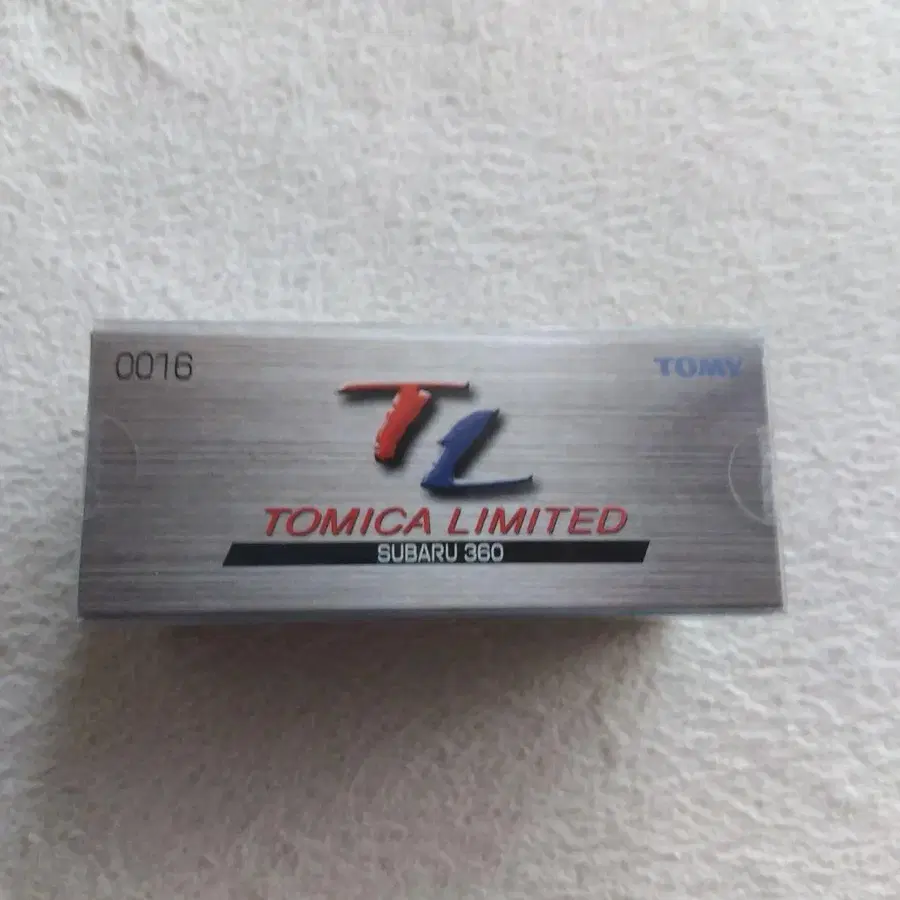 0016
TOMY
TL
TOMICA LIMITED
SUBARU 360